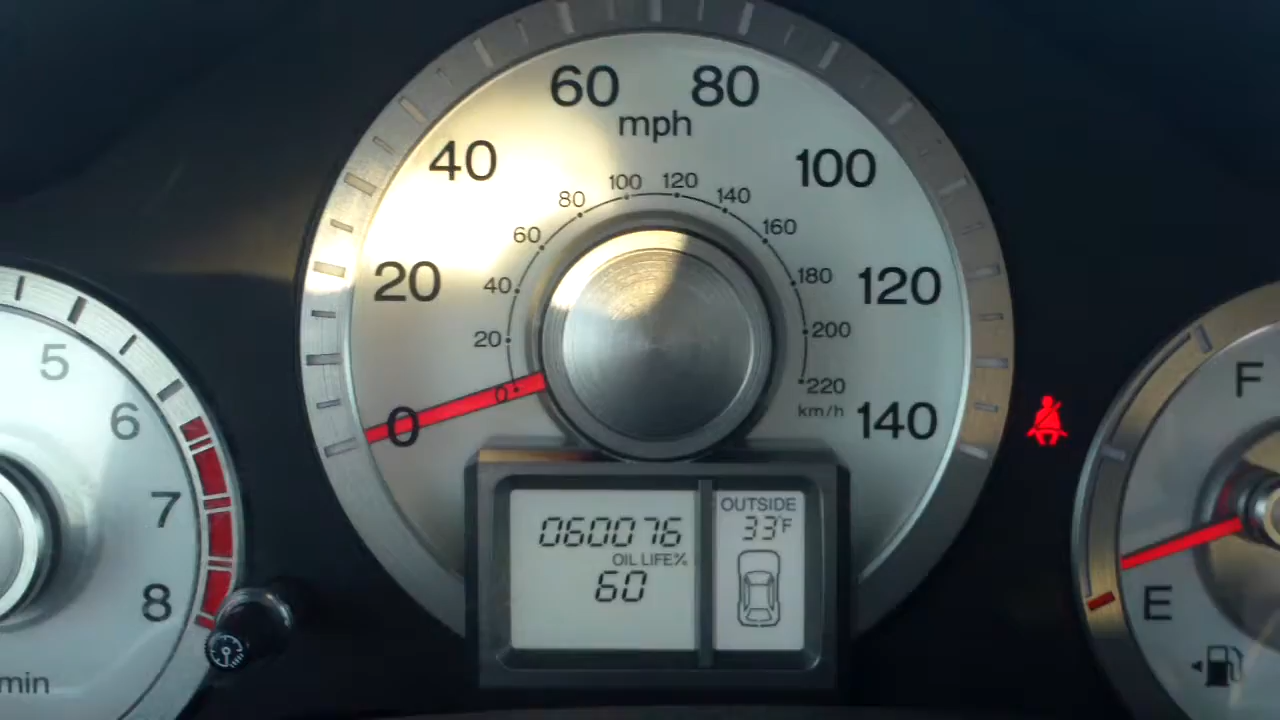 60 80
mph
40 100
100 120
80 140
60 160
20 40 180 120
20 200
0 220
km/h
0 140
5
6
7
8
min
060076
OIL LIFE%
60
OUTSIDE
33°F
F
E